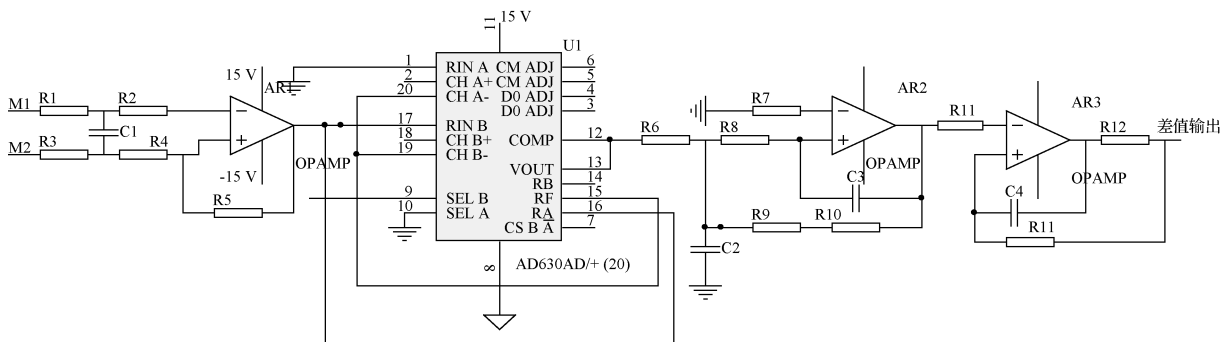 15 V
11
U1
1
2
20
17
18
19
9
10
RIN A
CH A+
CH A-
RIN B
CH B+
CH B-
SEL B
SEL A
CM ADJ
CM ADJ
D0 ADJ
D0 ADJ
COMP
VOUT
RB
RF
RA
CS B A
6
5
4
3
12
13
14
15
16
7
8
AD630AD/+ (20)
M1
R1
R2
C1
M2
R3
R4
R5
15 V
-15 V
OPAMP
R6
R7
R8
AR2
OPAMP
C3
R9
R10
C2
R11
AR3
OPAMP
R12
C4
R11
差值输出